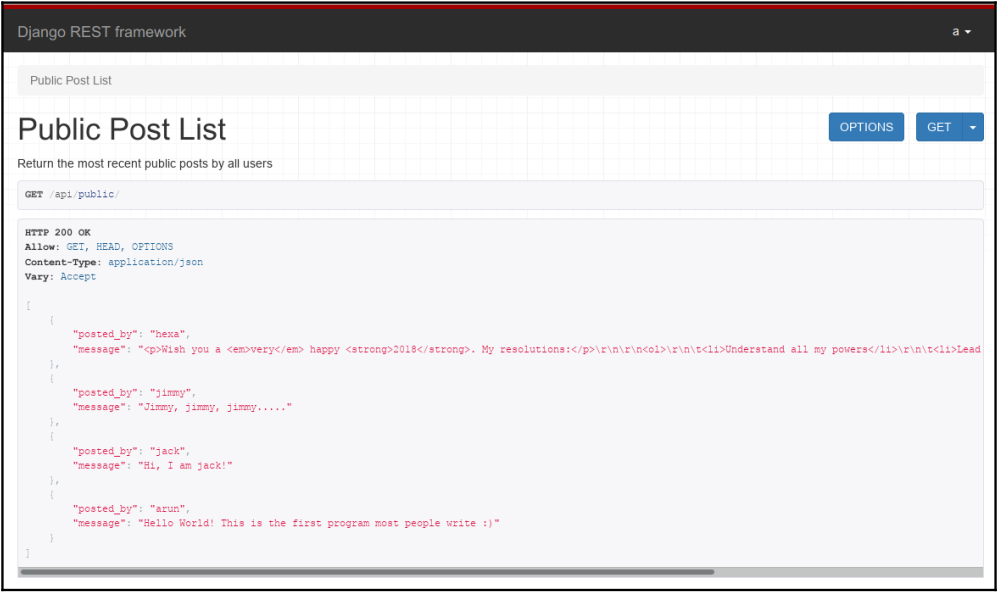 Django REST framework
a
Public Post List
Public Post List
OPTIONS
GET
Return the most recent public posts by all users
GET /api/public/
HTTP 200 OK
Allow: GET, HEAD, OPTIONS
Content-Type: application/json
Vary: Accept
[
{
"posted_by": "hexa",
"message": "<p>Wish you a <em>very</em> happy <strong>2018</strong>. My resolutions:</p>\r\n\r\n<ol>\r\n\t<li>Understand all my powers</li>\r\n\t<li>Lead
},
{
"posted_by": "jimmy",
"message": "Jimmy, jimmy, jimmy....."
},
{
"posted_by": "jack",
"message": "Hi, I am jack!"
},
{
"posted_by": "arun",
"message": "Hello World! This is the first program most people write :)"
}
]